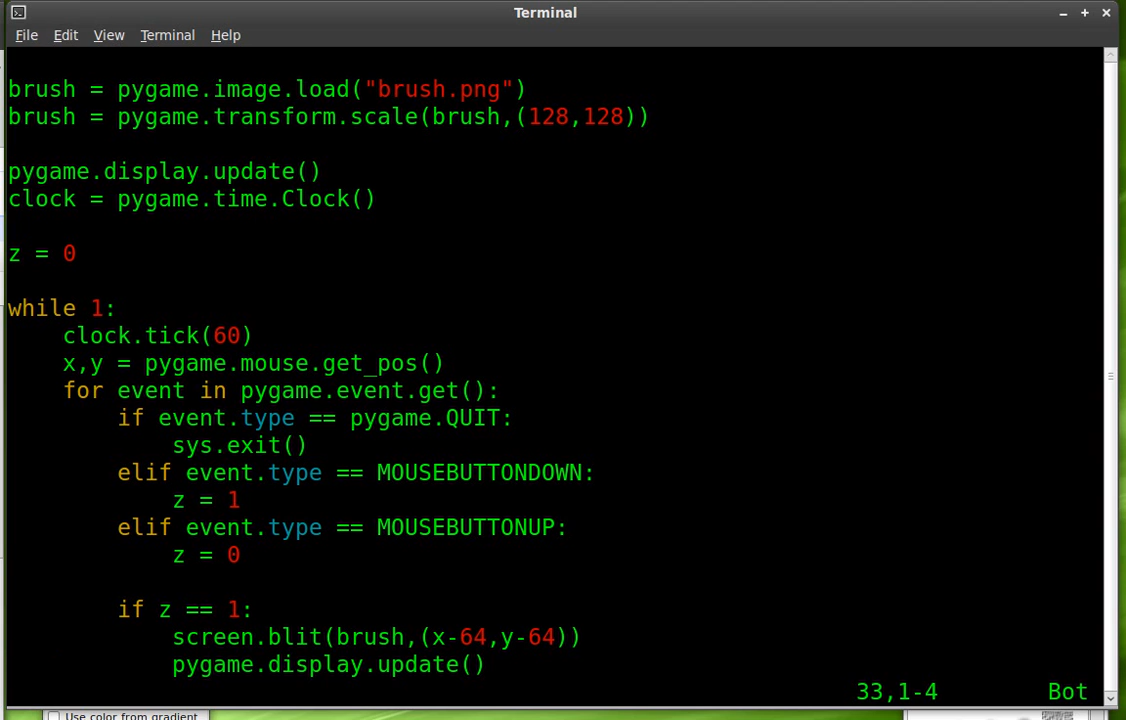 Terminal
File Edit View Terminal Help
brush = pygame.image.load("brush.png")
brush = pygame.transform.scale(brush,(128,128))

pygame.display.update()
clock = pygame.time.Clock()

z = 0

while 1:
    clock.tick(60)
    x,y = pygame.mouse.get_pos()
    for event in pygame.event.get():
        if event.type == pygame.QUIT:
            sys.exit()
        elif event.type == MOUSEBUTTONDOWN:
            z = 1
        elif event.type == MOUSEBUTTONUP:
            z = 0

        if z == 1:
            screen.blit(brush,(x-64,y-64))
            pygame.display.update()
33,1-4 Bot
Use color from gradient